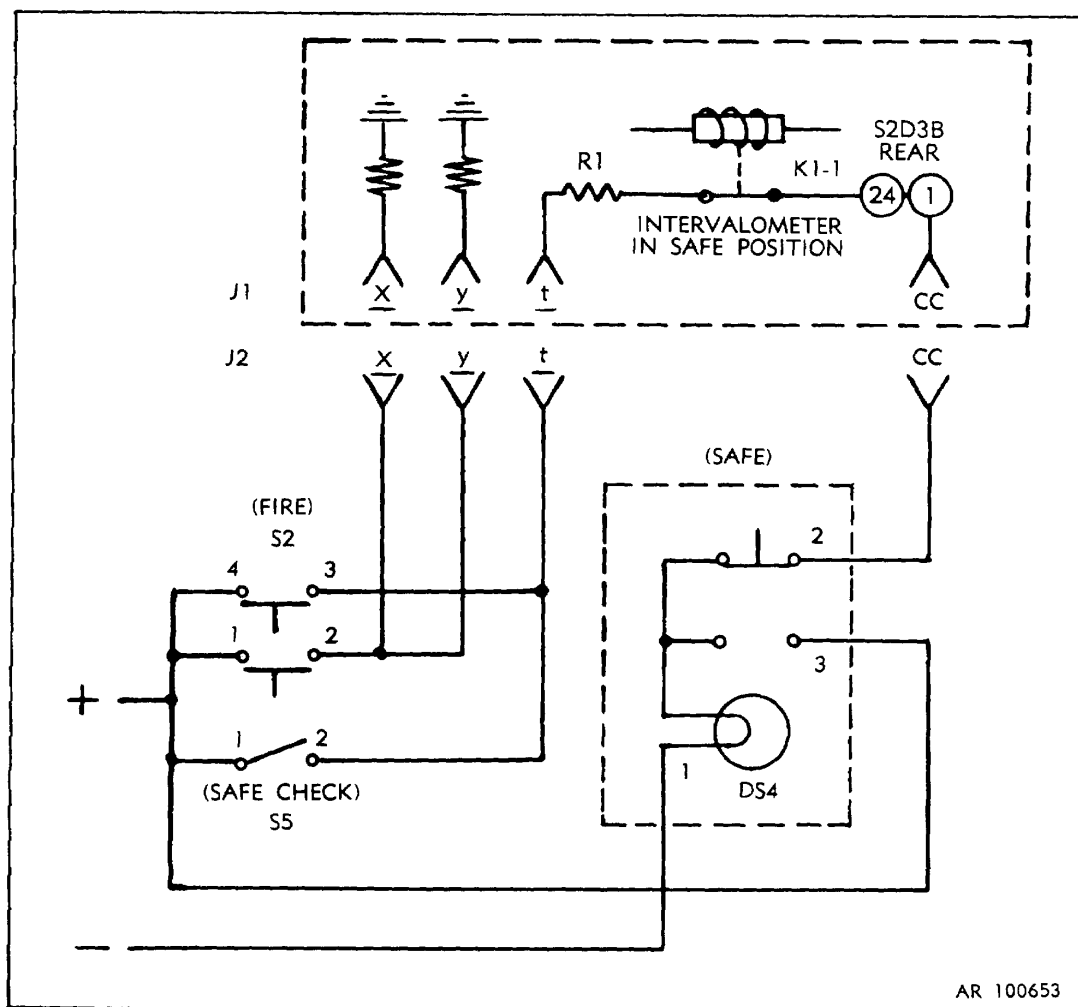 S2D3B
REAR
R1
K1-1
24
1
INTERVALOMETER
IN SAFE POSITION
J1
x
y
t
CC
J2
x
y
t
CC
(SAFE)
(FIRE)
S2
4
3
2
1
2
3
+
1
2
1
DS4
(SAFE CHECK)
S5
AR 100653